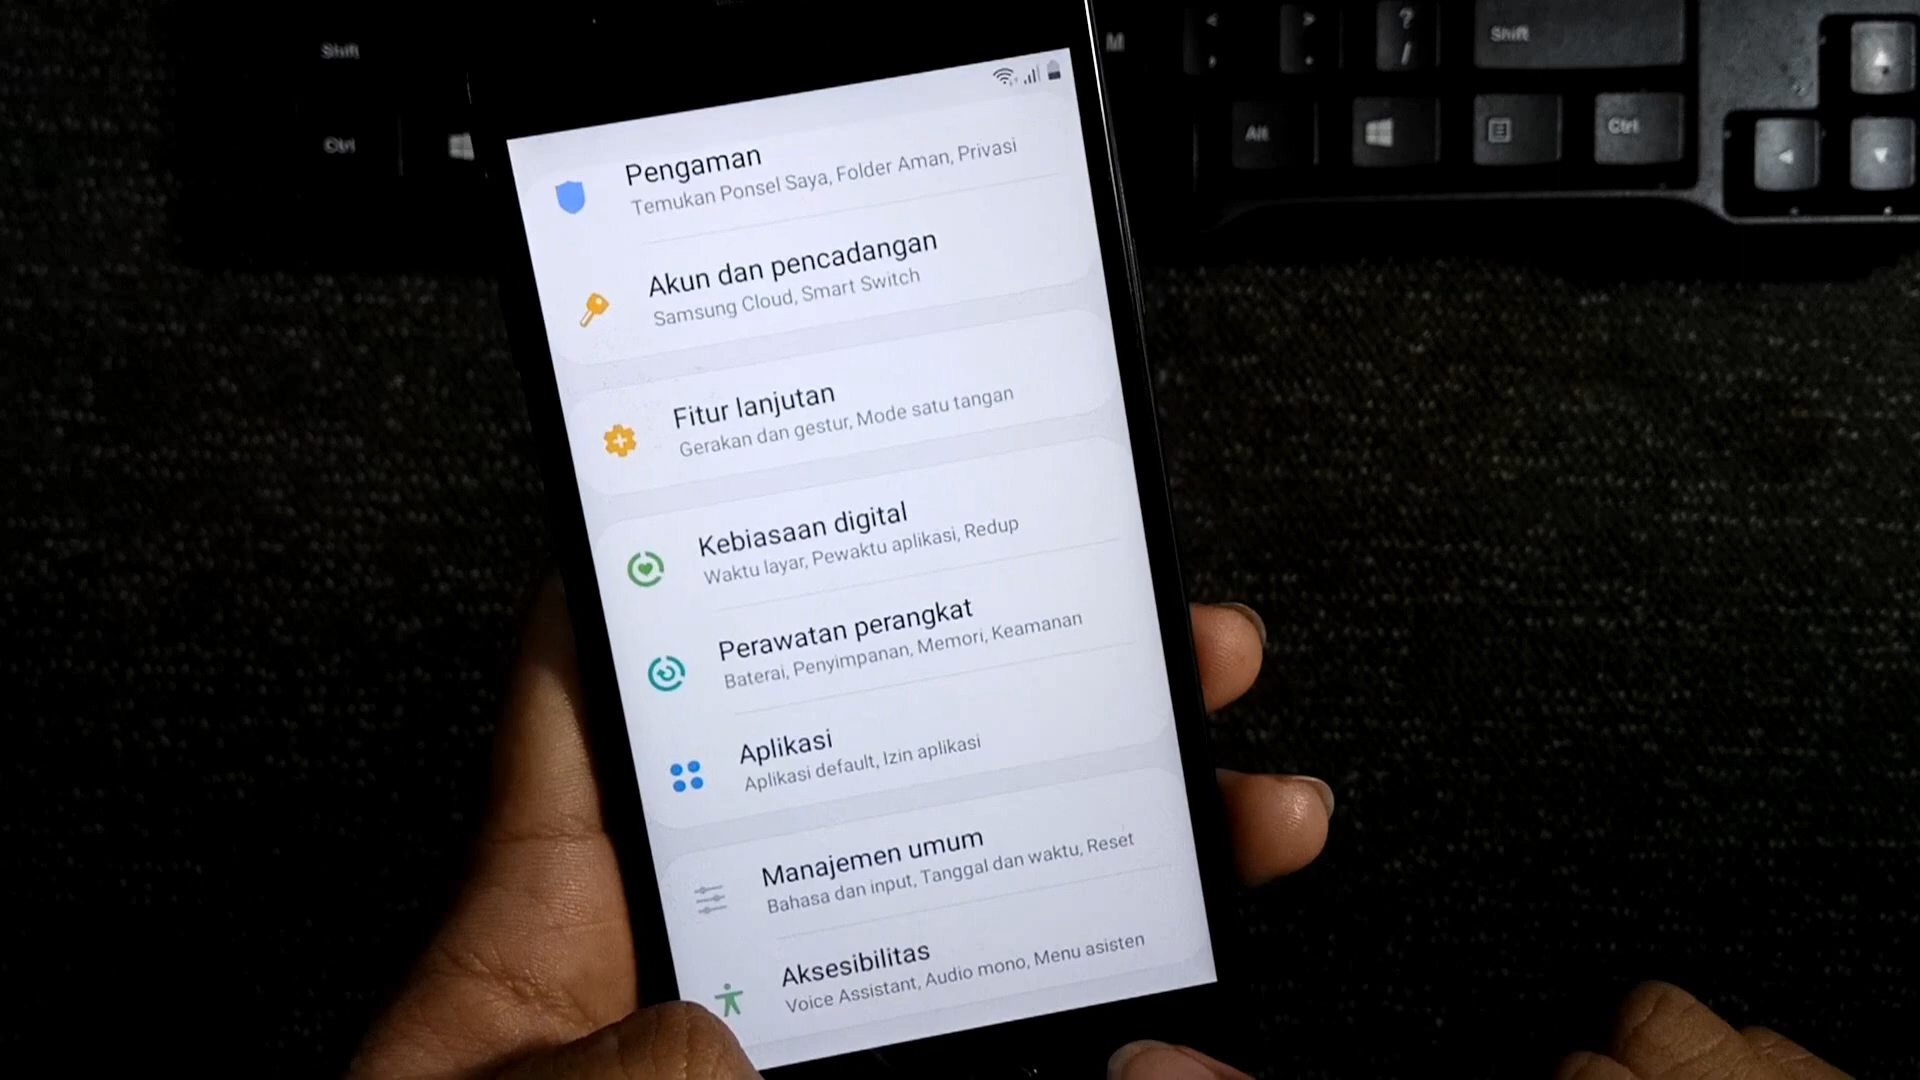 Shift
M
<
>
?
Shift
,
.
/
Ctrl
Alt
Ctrl
Pengaman
Temukan Ponsel Saya, Folder Aman, Privasi
Akun dan pencadangan
Samsung Cloud, Smart Switch
Fitur lanjutan
Gerakan dan gestur, Mode satu tangan
Kebiasaan digital
Waktu layar, Pewaktu aplikasi, Redup
Perawatan perangkat
Baterai, Penyimpanan, Memori, Keamanan
Aplikasi
Aplikasi default, Izin aplikasi
Manajemen umum
Bahasa dan input, Tanggal dan waktu, Reset
Aksesibilitas
Voice Assistant, Audio mono, Menu asisten